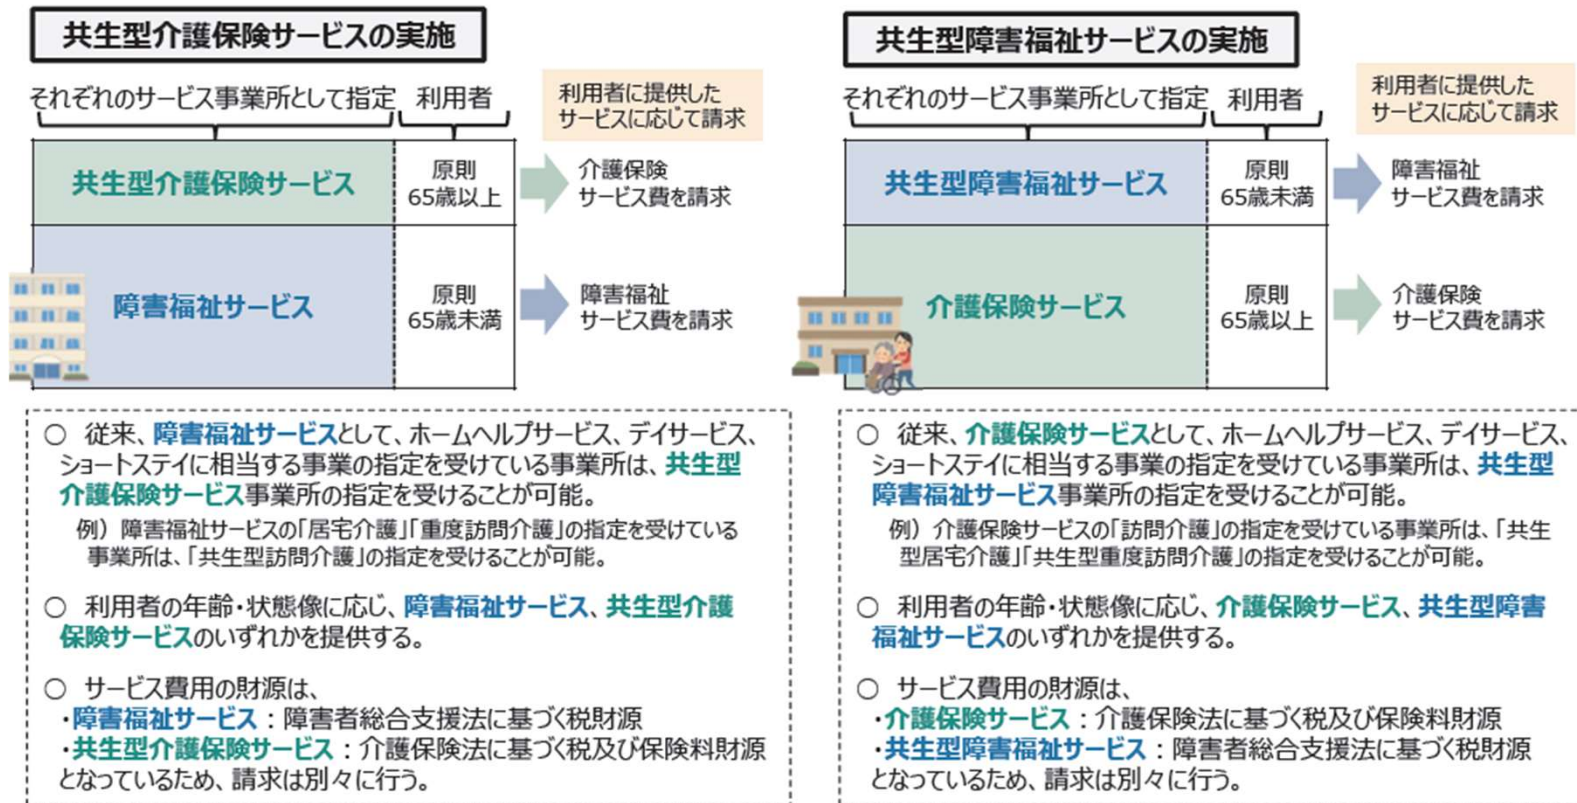 共生型介護保険サービスの実施
それぞれのサービス事業所として指定
利用者
利用者に提供した
サービスに応じて請求
共生型介護保険サービス
原則
65歳以上
介護保険
サービス費を請求
障害福祉サービス
原則
65歳未満
障害福祉
サービス費を請求
○ 従来、障害福祉サービスとして、ホームヘルプサービス、デイサービス、
ショートステイに相当する事業の指定を受けている事業所は、共生型
介護保険サービス事業所の指定を受けることが可能。
例）障害福祉サービスの「居宅介護」「重度訪問介護」の指定を受けている
事業所は、「共生型訪問介護」の指定を受けることが可能。
○ 利用者の年齢・状態像に応じ、障害福祉サービス、共生型介護
保険サービスのいずれかを提供する。
○ サービス費用の財源は、
・障害福祉サービス：障害者総合支援法に基づく税財源
・共生型介護保険サービス：介護保険法に基づく税及び保険料財源
となっているため、請求は別々に行う。
共生型障害福祉サービスの実施
それぞれのサービス事業所として指定
利用者
利用者に提供した
サービスに応じて請求
共生型障害福祉サービス
原則
65歳未満
障害福祉
サービス費を請求
介護保険サービス
原則
65歳以上
介護保険
サービス費を請求
○ 従来、介護保険サービスとして、ホームヘルプサービス、デイサービス、
ショートステイに相当する事業の指定を受けている事業所は、共生型
障害福祉サービス事業所の指定を受けることが可能。
例）介護保険サービスの「訪問介護」の指定を受けている事業所は、「共生
型居宅介護」「共生型重度訪問介護」の指定を受けることが可能。
○ 利用者の年齢・状態像に応じ、介護保険サービス、共生型障害
福祉サービスのいずれかを提供する。
○ サービス費用の財源は、
・介護保険サービス：介護保険法に基づく税及び保険料財源
・共生型障害福祉サービス：障害者総合支援法に基づく税財源
となっているため、請求は別々に行う。